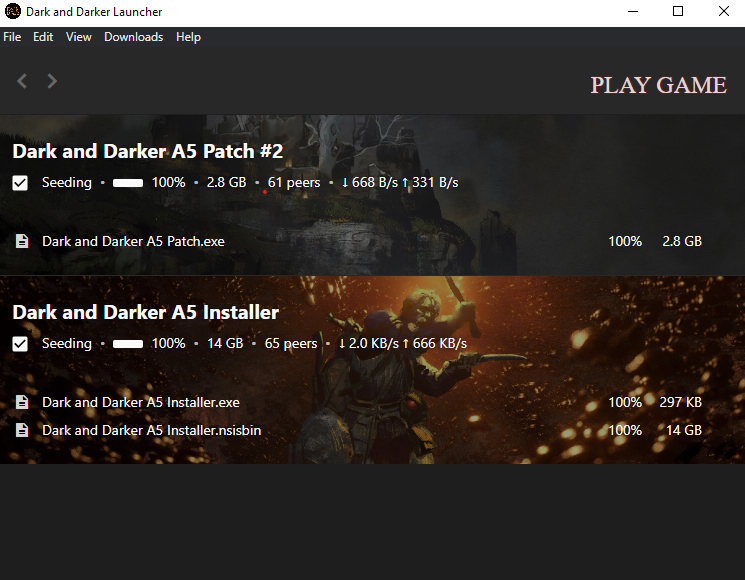 Dark and Darker Launcher
File Edit View Downloads Help
PLAY GAME
Dark and Darker A5 Patch #2
Seeding • 100% • 2.8 GB • 61 peers • ↓ 668 B/s ↑ 331 B/s
Dark and Darker A5 Patch.exe 100% 2.8 GB
Dark and Darker A5 Installer
Seeding • 100% • 14 GB • 65 peers • ↓ 2.0 KB/s ↑ 666 KB/s
Dark and Darker A5 Installer.exe 100% 297 KB
Dark and Darker A5 Installer.nsisbin 100% 14 GB